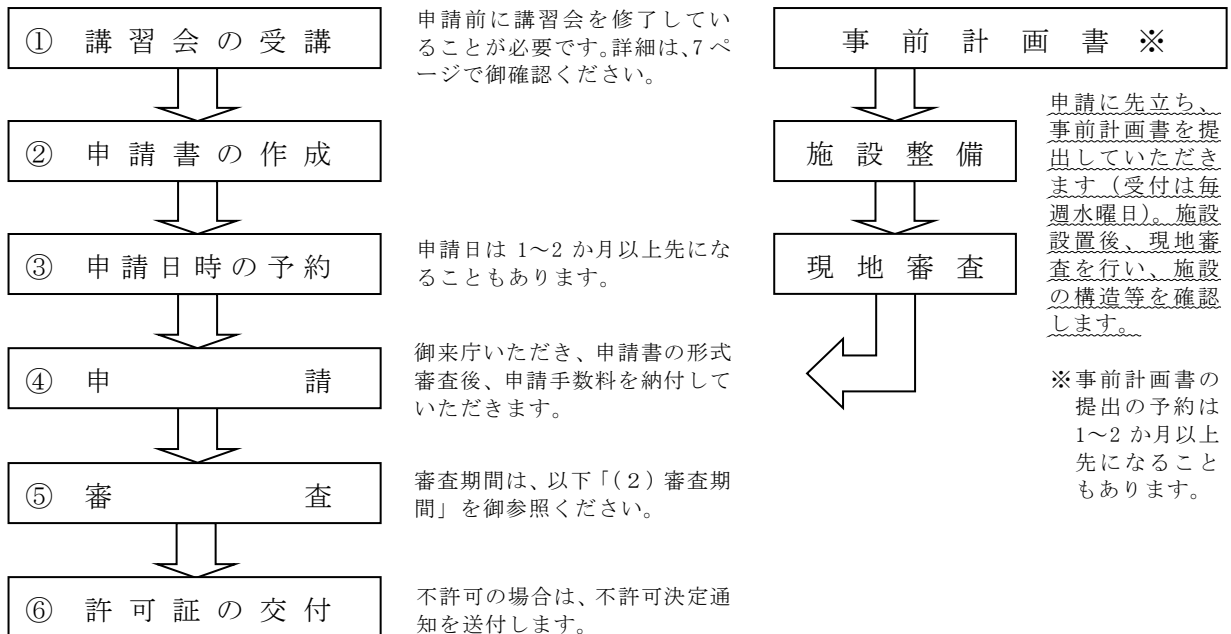 ① 講習会の受講
申請前に講習会を修了してい
ることが必要です。詳細は、7ペ
ージで御確認ください。
② 申請書の作成
③ 申請日時の予約
申請日は 1～2 か月以上先にな
ることもあります。
④ 申請
御来庁いただき、申請書の形式
審査後、申請手数料を納付して
いただきます。
⑤ 審査
審査期間は、以下「(２) 審査期
間」を御参照ください。
⑥ 許可証の交付
不許可の場合は、不許可決定通
知を送付します。
事前計画書※
施設整備
現地審査
申請に先立ち、
事前計画書を提
出していただき
ます（受付は毎
週水曜日）。施設
設置後、現地審
査を行い、施設
の構造等を確認
します。
※事前計画書の
提出の予約は
1～2 か月以上
先になること
もあります。